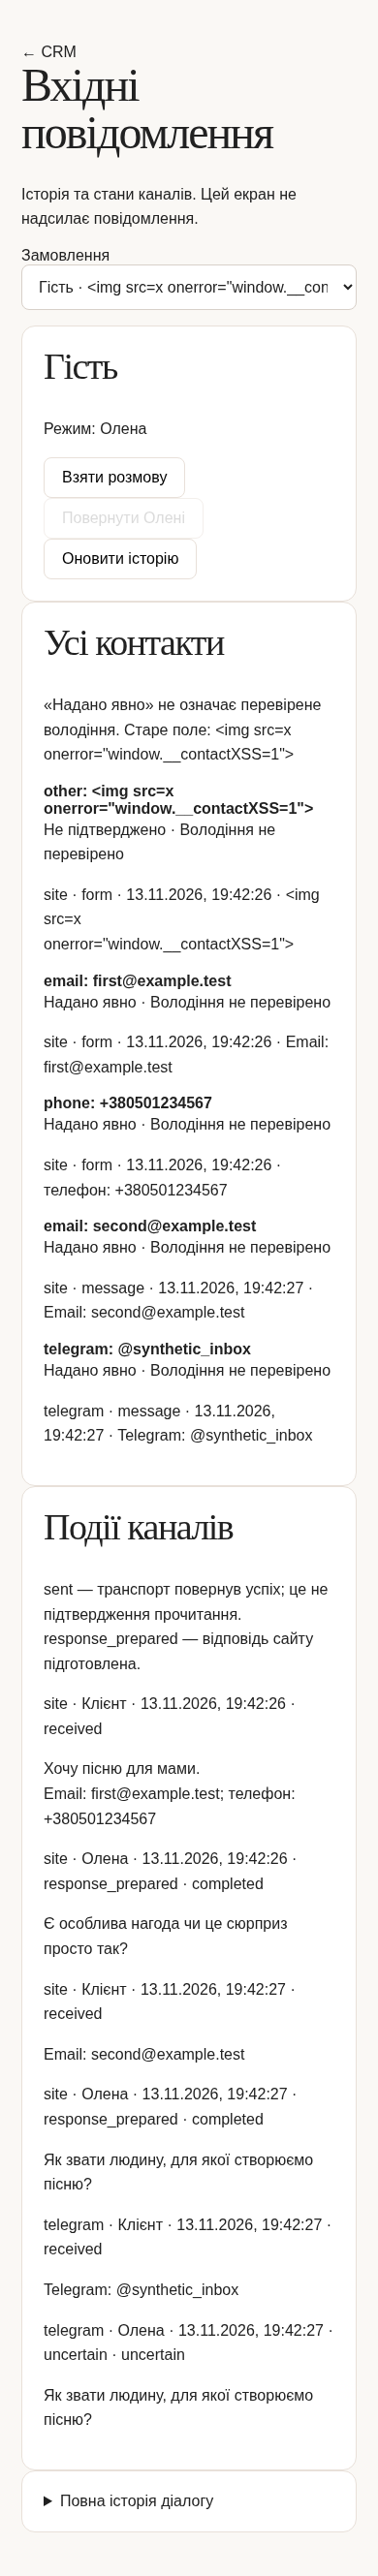 ← CRM
Вхідні
повідомлення
Історія та стани каналів. Цей екран не
надсилає повідомлення.
Замовлення
Гість · <img src=x onerror="window.__con
Гість
Режим: Олена
Взяти розмову
Повернути Олені
Оновити історію
Усі контакти
«Надано явно» не означає перевірене
володіння. Старе поле: <img src=x
onerror="window.__contactXSS=1">
other: <img src=x
onerror="window.__contactXSS=1">
Не підтверджено · Володіння не
перевірено
site · form · 13.11.2026, 19:42:26 · <img
src=x
onerror="window.__contactXSS=1">
email: first@example.test
Надано явно · Володіння не перевірено
site · form · 13.11.2026, 19:42:26 · Email:
first@example.test
phone: +380501234567
Надано явно · Володіння не перевірено
site · form · 13.11.2026, 19:42:26 ·
телефон: +380501234567
email: second@example.test
Надано явно · Володіння не перевірено
site · message · 13.11.2026, 19:42:27 ·
Email: second@example.test
telegram: @synthetic_inbox
Надано явно · Володіння не перевірено
telegram · message · 13.11.2026,
19:42:27 · Telegram: @synthetic_inbox
Події каналів
sent — транспорт повернув успіх; це не
підтвердження прочитання.
response_prepared — відповідь сайту
підготовлена.
site · Клієнт · 13.11.2026, 19:42:26 ·
received
Хочу пісню для мами.
Email: first@example.test; телефон:
+380501234567
site · Олена · 13.11.2026, 19:42:26 ·
response_prepared · completed
Є особлива нагода чи це сюрприз
просто так?
site · Клієнт · 13.11.2026, 19:42:27 ·
received
Email: second@example.test
site · Олена · 13.11.2026, 19:42:27 ·
response_prepared · completed
Як звати людину, для якої створюємо
пісню?
telegram · Клієнт · 13.11.2026, 19:42:27 ·
received
Telegram: @synthetic_inbox
telegram · Олена · 13.11.2026, 19:42:27 ·
uncertain · uncertain
Як звати людину, для якої створюємо
пісню?
Повна історія діалогу